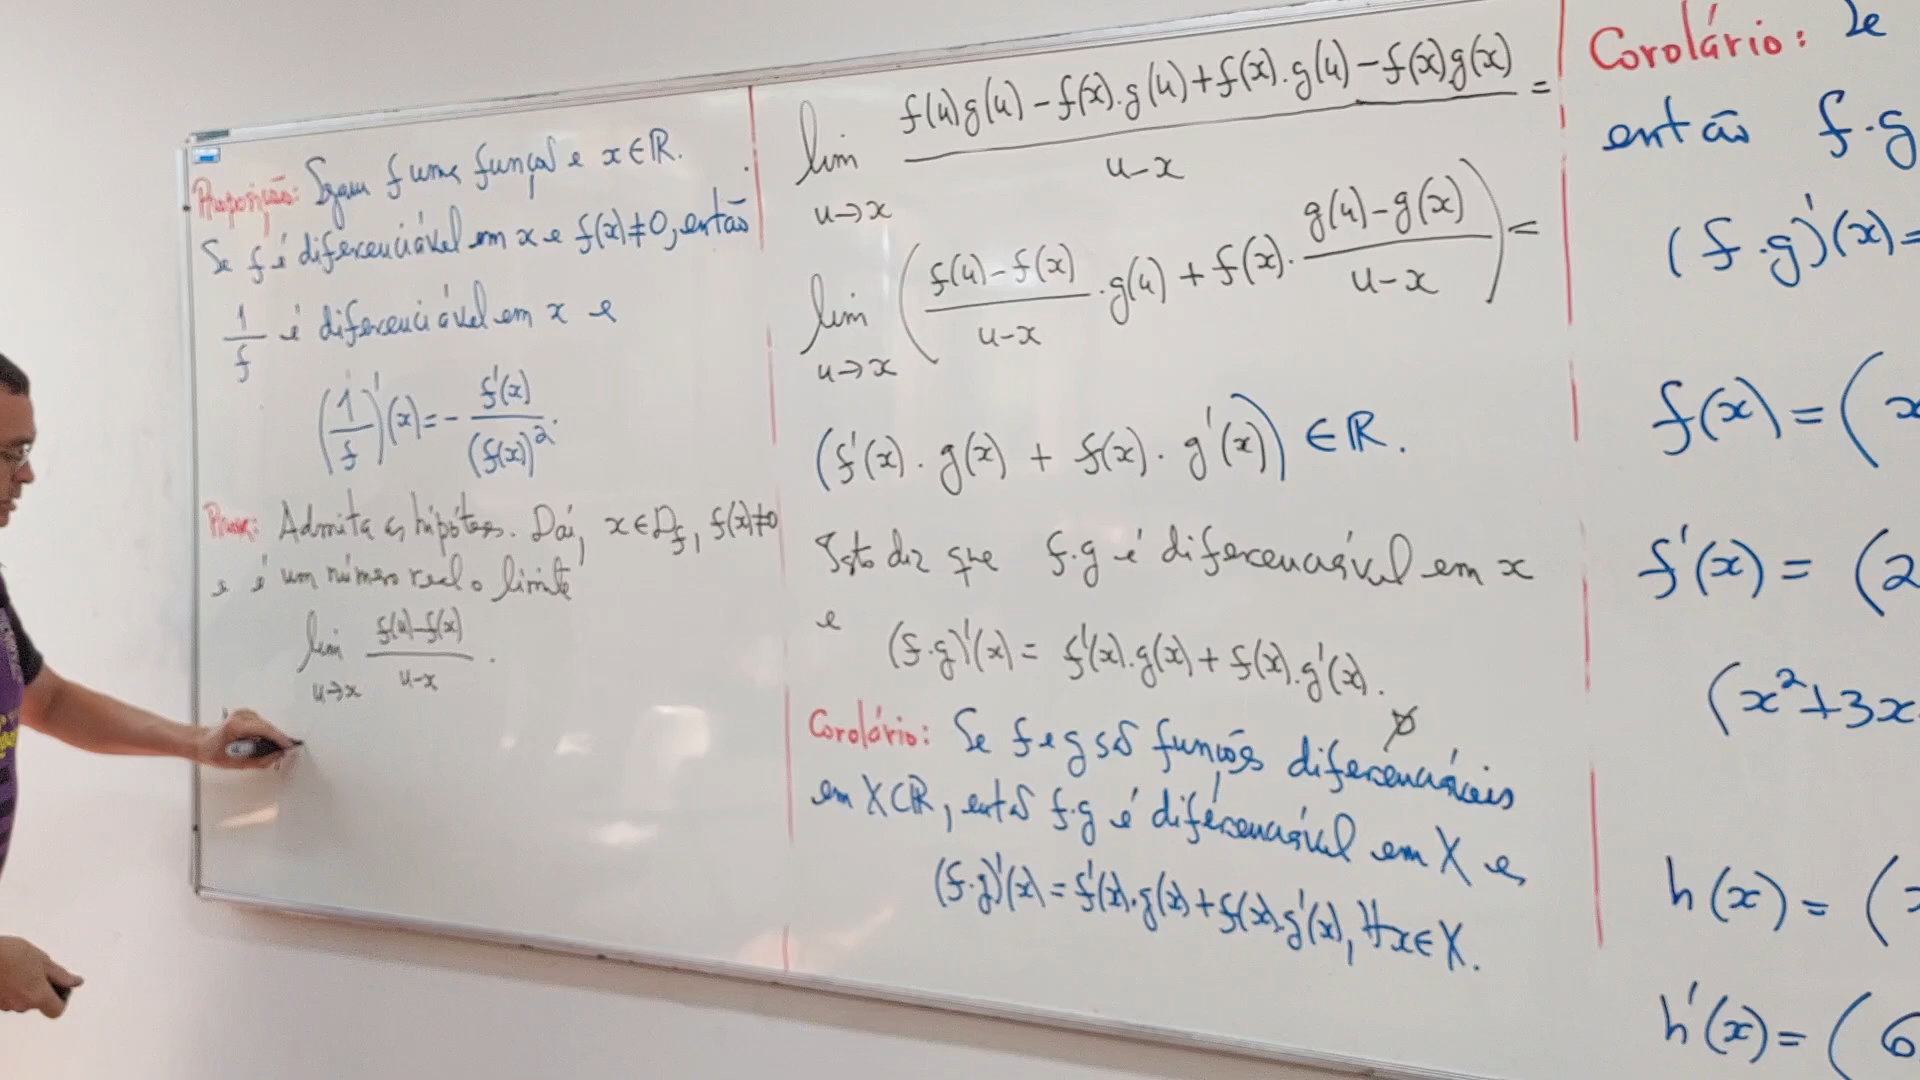 Proposição: Sejam f uma função e x∈ℝ.
Se f é diferenciável em x e f(x)≠0, então
1/f é diferenciável em x e
(1/f)'(x) = - f'(x)/(f(x))².
Prova: Admita as hipóteses. Daí, x∈D_f, f(x)≠0
e é um número real o limite
lim u→x (f(u)-f(x))/(u-x).
lim u→x (f(u)g(u) - f(x).g(u) + f(x).g(u) - f(x)g(x))/(u-x) =
lim u→x ((f(u)-f(x))/(u-x) . g(u) + f(x) . (g(u)-g(x))/(u-x)) =
(f'(x) . g(x) + f(x) . g'(x)) ∈ℝ.
Isto diz que f.g é diferenciável em x
e (f.g)'(x) = f'(x).g(x) + f(x).g'(x).
Corolário: Se f e g são funções diferenciáveis
em X⊂ℝ, então f.g é diferenciável em X e,
(f.g)'(x) = f'(x).g(x) + f(x).g'(x), ∀x∈X.
Corolário: Se
então f.g
(f.g)'(x)=
f(x) = (x
f'(x) = (2
(x²+3x
h(x) = (
h'(x) = (6